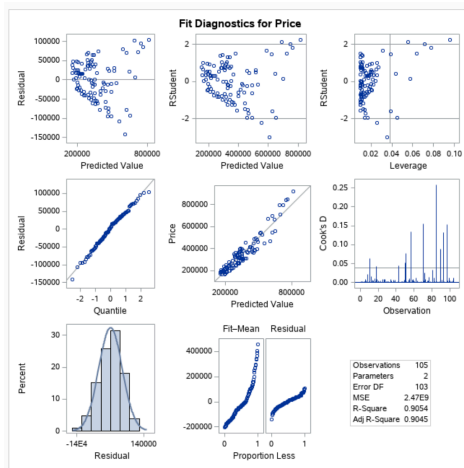 Fit Diagnostics for Price
100000
50000
0
-50000
-100000
-150000
Residual
200000 800000
Predicted Value
2
0
-2
RStudent
200000 400000 600000 800000
Predicted Value
2
0
-2
RStudent
0.02 0.04 0.06 0.08 0.10
Leverage
100000
50000
0
-50000
-100000
-150000
Residual
-2 -1 0 1 2
Quantile
800000
600000
400000
200000
Price
200000 800000
Predicted Value
0.25
0.20
0.15
0.10
0.05
0.00
Cook's D
0 20 40 60 80 100
Observation
30
20
10
0
Percent
-14E4 140000
Residual
Fit–Mean Residual
400000
200000
0
-200000
0 1 0 1
Proportion Less
Observations 105
Parameters 2
Error DF 103
MSE 2.47E9
R-Square 0.9054
Adj R-Square 0.9045